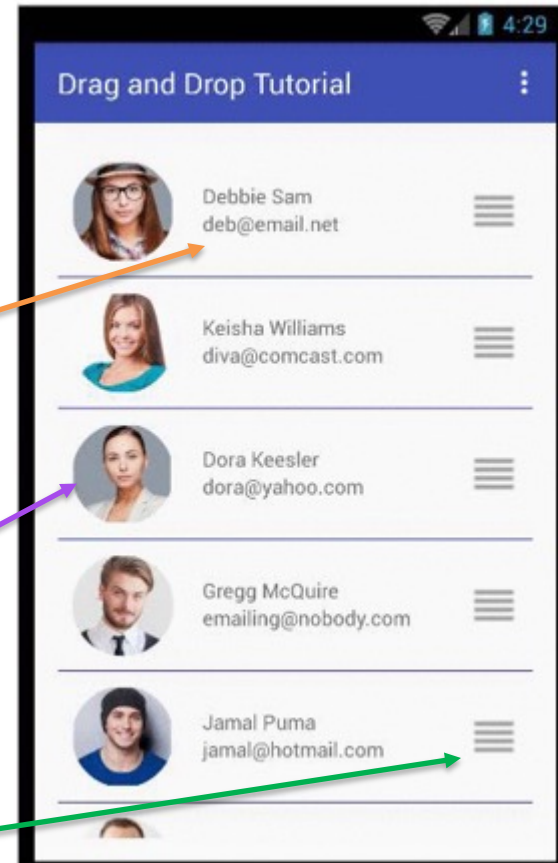 4:29
Drag and Drop Tutorial
Debbie Sam
deb@email.net
Keisha Williams
diva@comcast.com
Dora Keesler
dora@yahoo.com
Gregg McQuire
emailing@nobody.com
Jamal Puma
jamal@hotmail.com